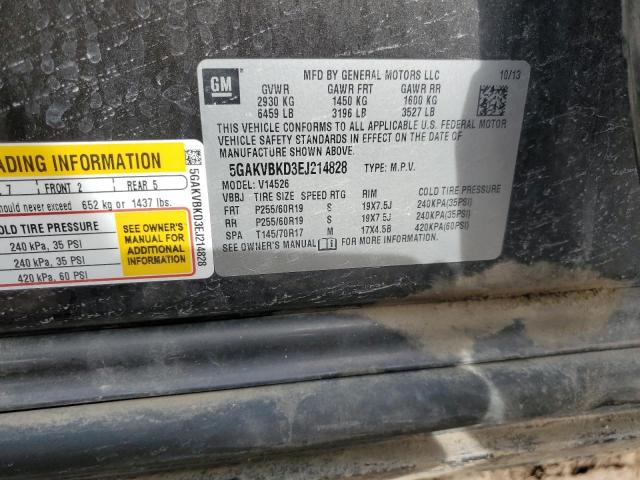 GM
MFD BY GENERAL MOTORS LLC 10/13
GVWR GAWR FRT GAWR RR
2930 KG 1450 KG 1600 KG
6459 LB 3196 LB 3527 LB
THIS VEHICLE CONFORMS TO ALL APPLICABLE U.S. FEDERAL MOTOR
VEHICLE SAFETY STANDARDS IN EFFECT ON THE DATE OF
MANUFACTURE SHOWN ABOVE.
5GAKVBKD3EJ214828 TYPE: M.P.V.
MODEL: V14526
VBBJ TIRE SIZE SPEED RTG RIM COLD TIRE PRESSURE
FRT P255/60R19 S 19X7.5J 240KPA(35PSI)
RR P255/60R19 S 19X7.5J 240KPA(35PSI)
SPA T145/70R17 M 17X4.5B 420KPA(60PSI)
SEE OWNER'S MANUAL FOR MORE INFORMATION.
ADING INFORMATION
7 FRONT 2 REAR 5
should never exceed 652 kg or 1437 lbs.
COLD TIRE PRESSURE
240 kPa, 35 PSI
240 kPa, 35 PSI
420 kPa, 60 PSI
SEE OWNER'S
MANUAL FOR
ADDITIONAL
INFORMATION
5GAKVBKD3EJ214828